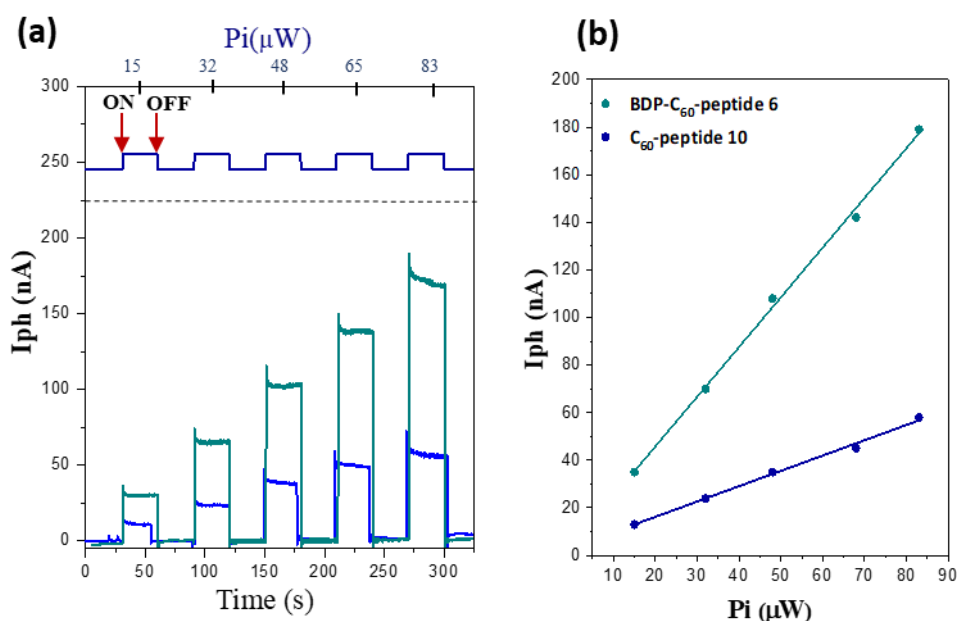 (a)
Pi(μW)
15 32 48 65 83
ON OFF
300
250
200
150
100
50
0
0 50 100 150 200 250 300
Iph (nA)
Time (s)
(b)
BDP-C60-peptide 6
C60-peptide 10
200
180
160
140
120
100
80
60
40
20
0
10 20 30 40 50 60 70 80 90
Iph (nA)
Pi (μW)